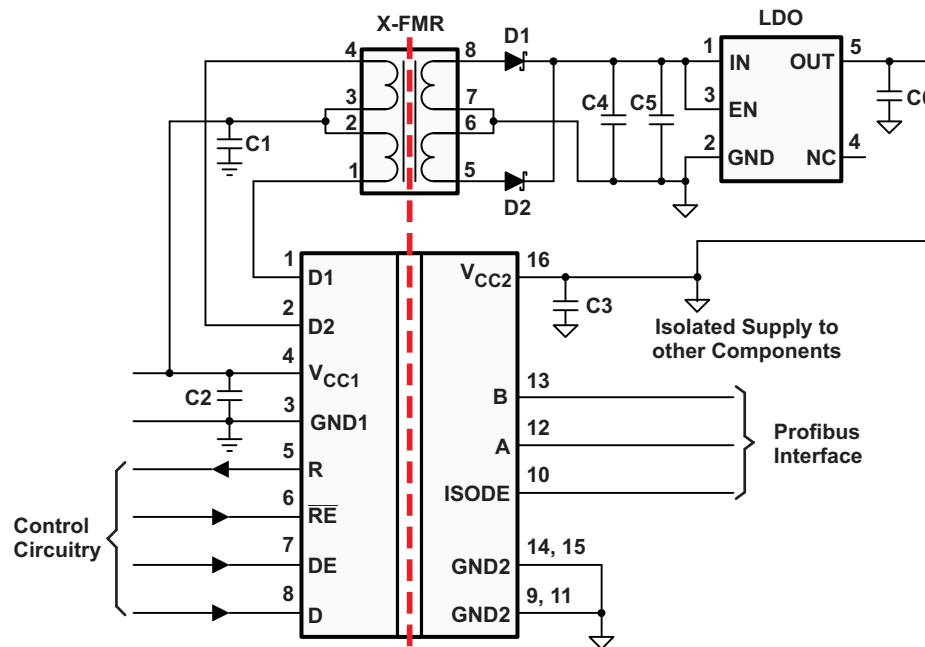 X-FMR
LDO
D1
4
8
1
5
IN
OUT
3
7
C4
C5
3
EN
2
6
C1
2
4
GND
NC
1
5
D2
1
16
D1
VCC2
2
C3
D2
Isolated Supply to
other Components
4
VCC1
13
B
C2
3
12
GND1
A
Profibus
Interface
5
10
R
ISODE
6
RE
Control
Circuitry
7
14, 15
DE
GND2
8
9, 11
D
GND2